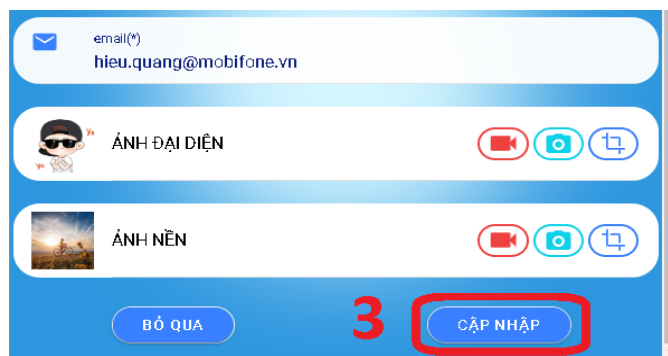 email(*)
hieu.quang@mobifone.vn
ẢNH ĐẠI DIỆN
ẢNH NỀN
BỎ QUA
3
CẬP NHẬP